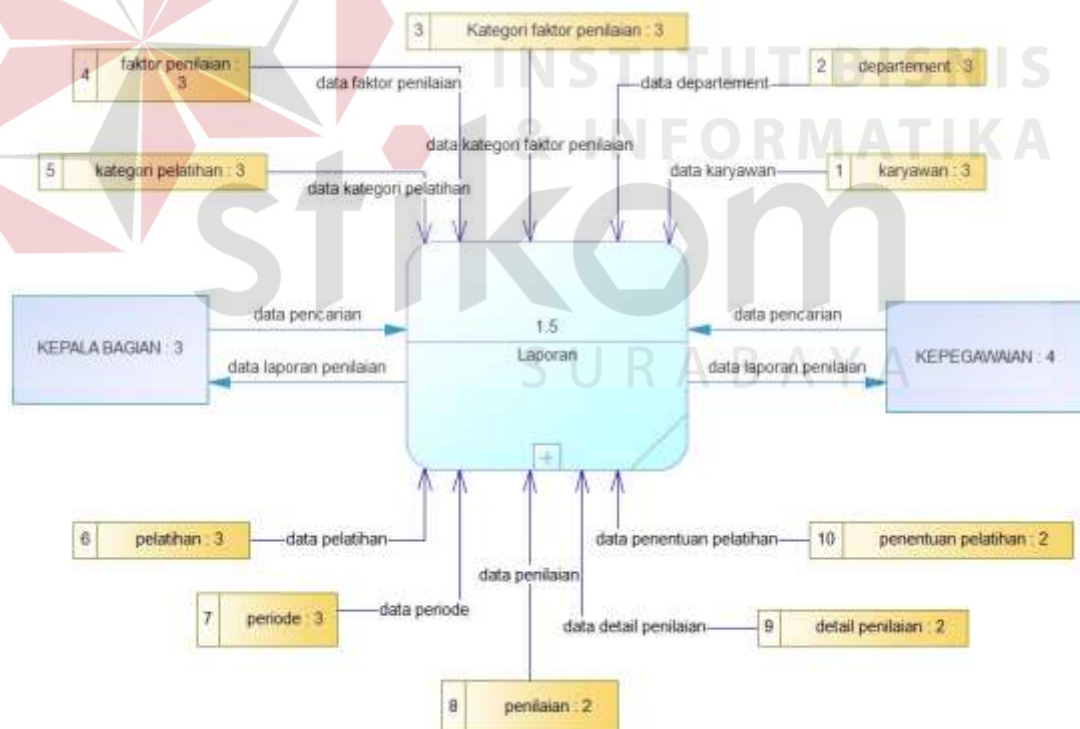 3 Kategori faktor penilaian : 3
4 faktor penilaian :
3
2 departement : 3
data faktor penilaian
data departement
data kategori faktor penilaian
5 kategori pelatihan : 3
data kategori pelatihan
data karyawan
1 karyawan : 3
INSTITUT BISNIS
& INFORMATIKA
stikom
SURABAYA
KEPALA BAGIAN : 3
data pencarian
data laporan penilaian
1.5
Laporan
+
data pencarian
data laporan penilaian
KEPEGAWAIAN : 4
6 pelatihan : 3
data pelatihan
data penentuan pelatihan
10 penentuan pelatihan : 2
data penilaian
7 periode : 3
data periode
data detail penilaian
9 detail penilaian : 2
8 penilaian : 2